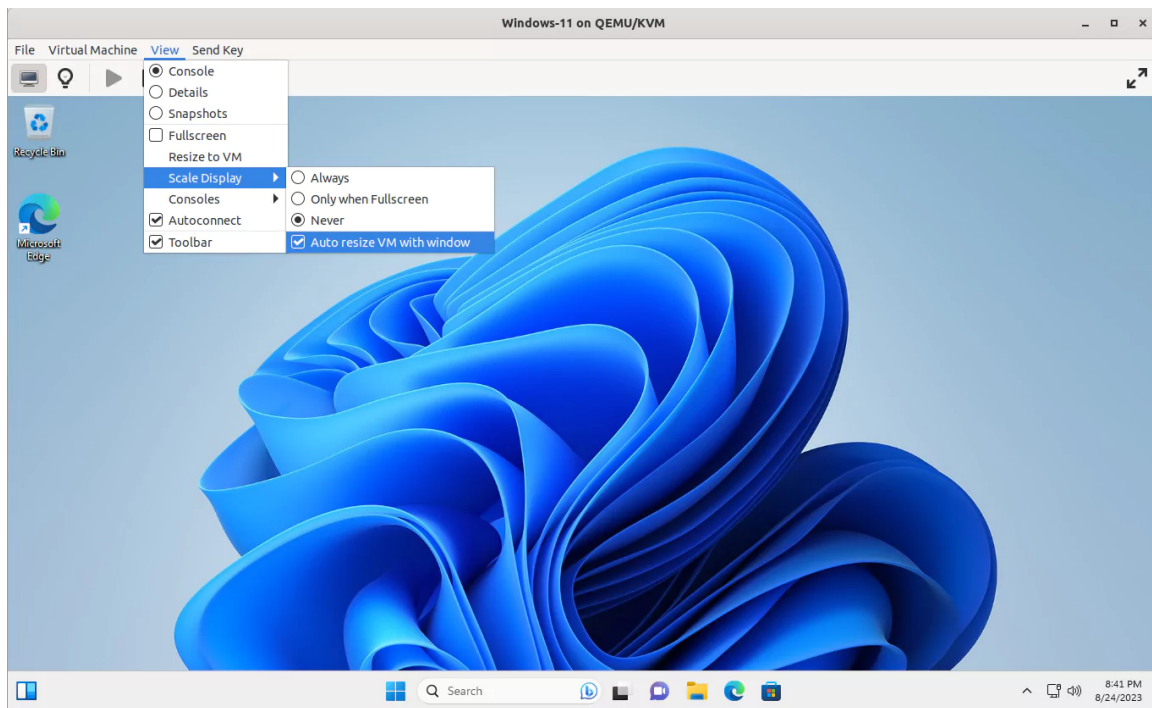 Windows-11 on QEMU/KVM
File Virtual Machine View Send Key
Console
Details
Snapshots
Fullscreen
Resize to VM
Scale Display
Consoles
Autoconnect
Toolbar
Always
Only when Fullscreen
Never
Auto resize VM with window
Recycle Bin
Microsoft
Edge
Search
8:41 PM
8/24/2023